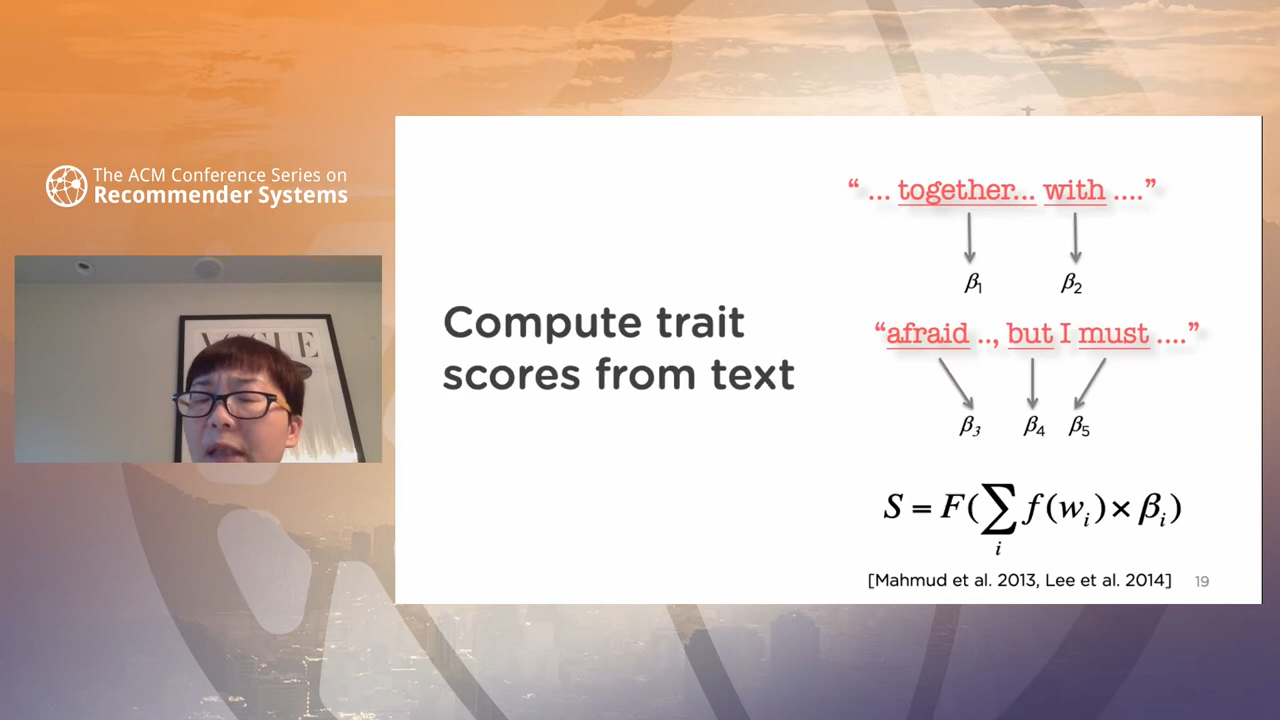 The ACM Conference Series on
Recommender Systems
VOGUE
Compute trait
scores from text
“ ... together... with ....”
β₁ β₂
“afraid .., but I must ....”
β₃ β₄ β₅
S = F(∑ f(wᵢ)× βᵢ)
i
[Mahmud et al. 2013, Lee et al. 2014] 19